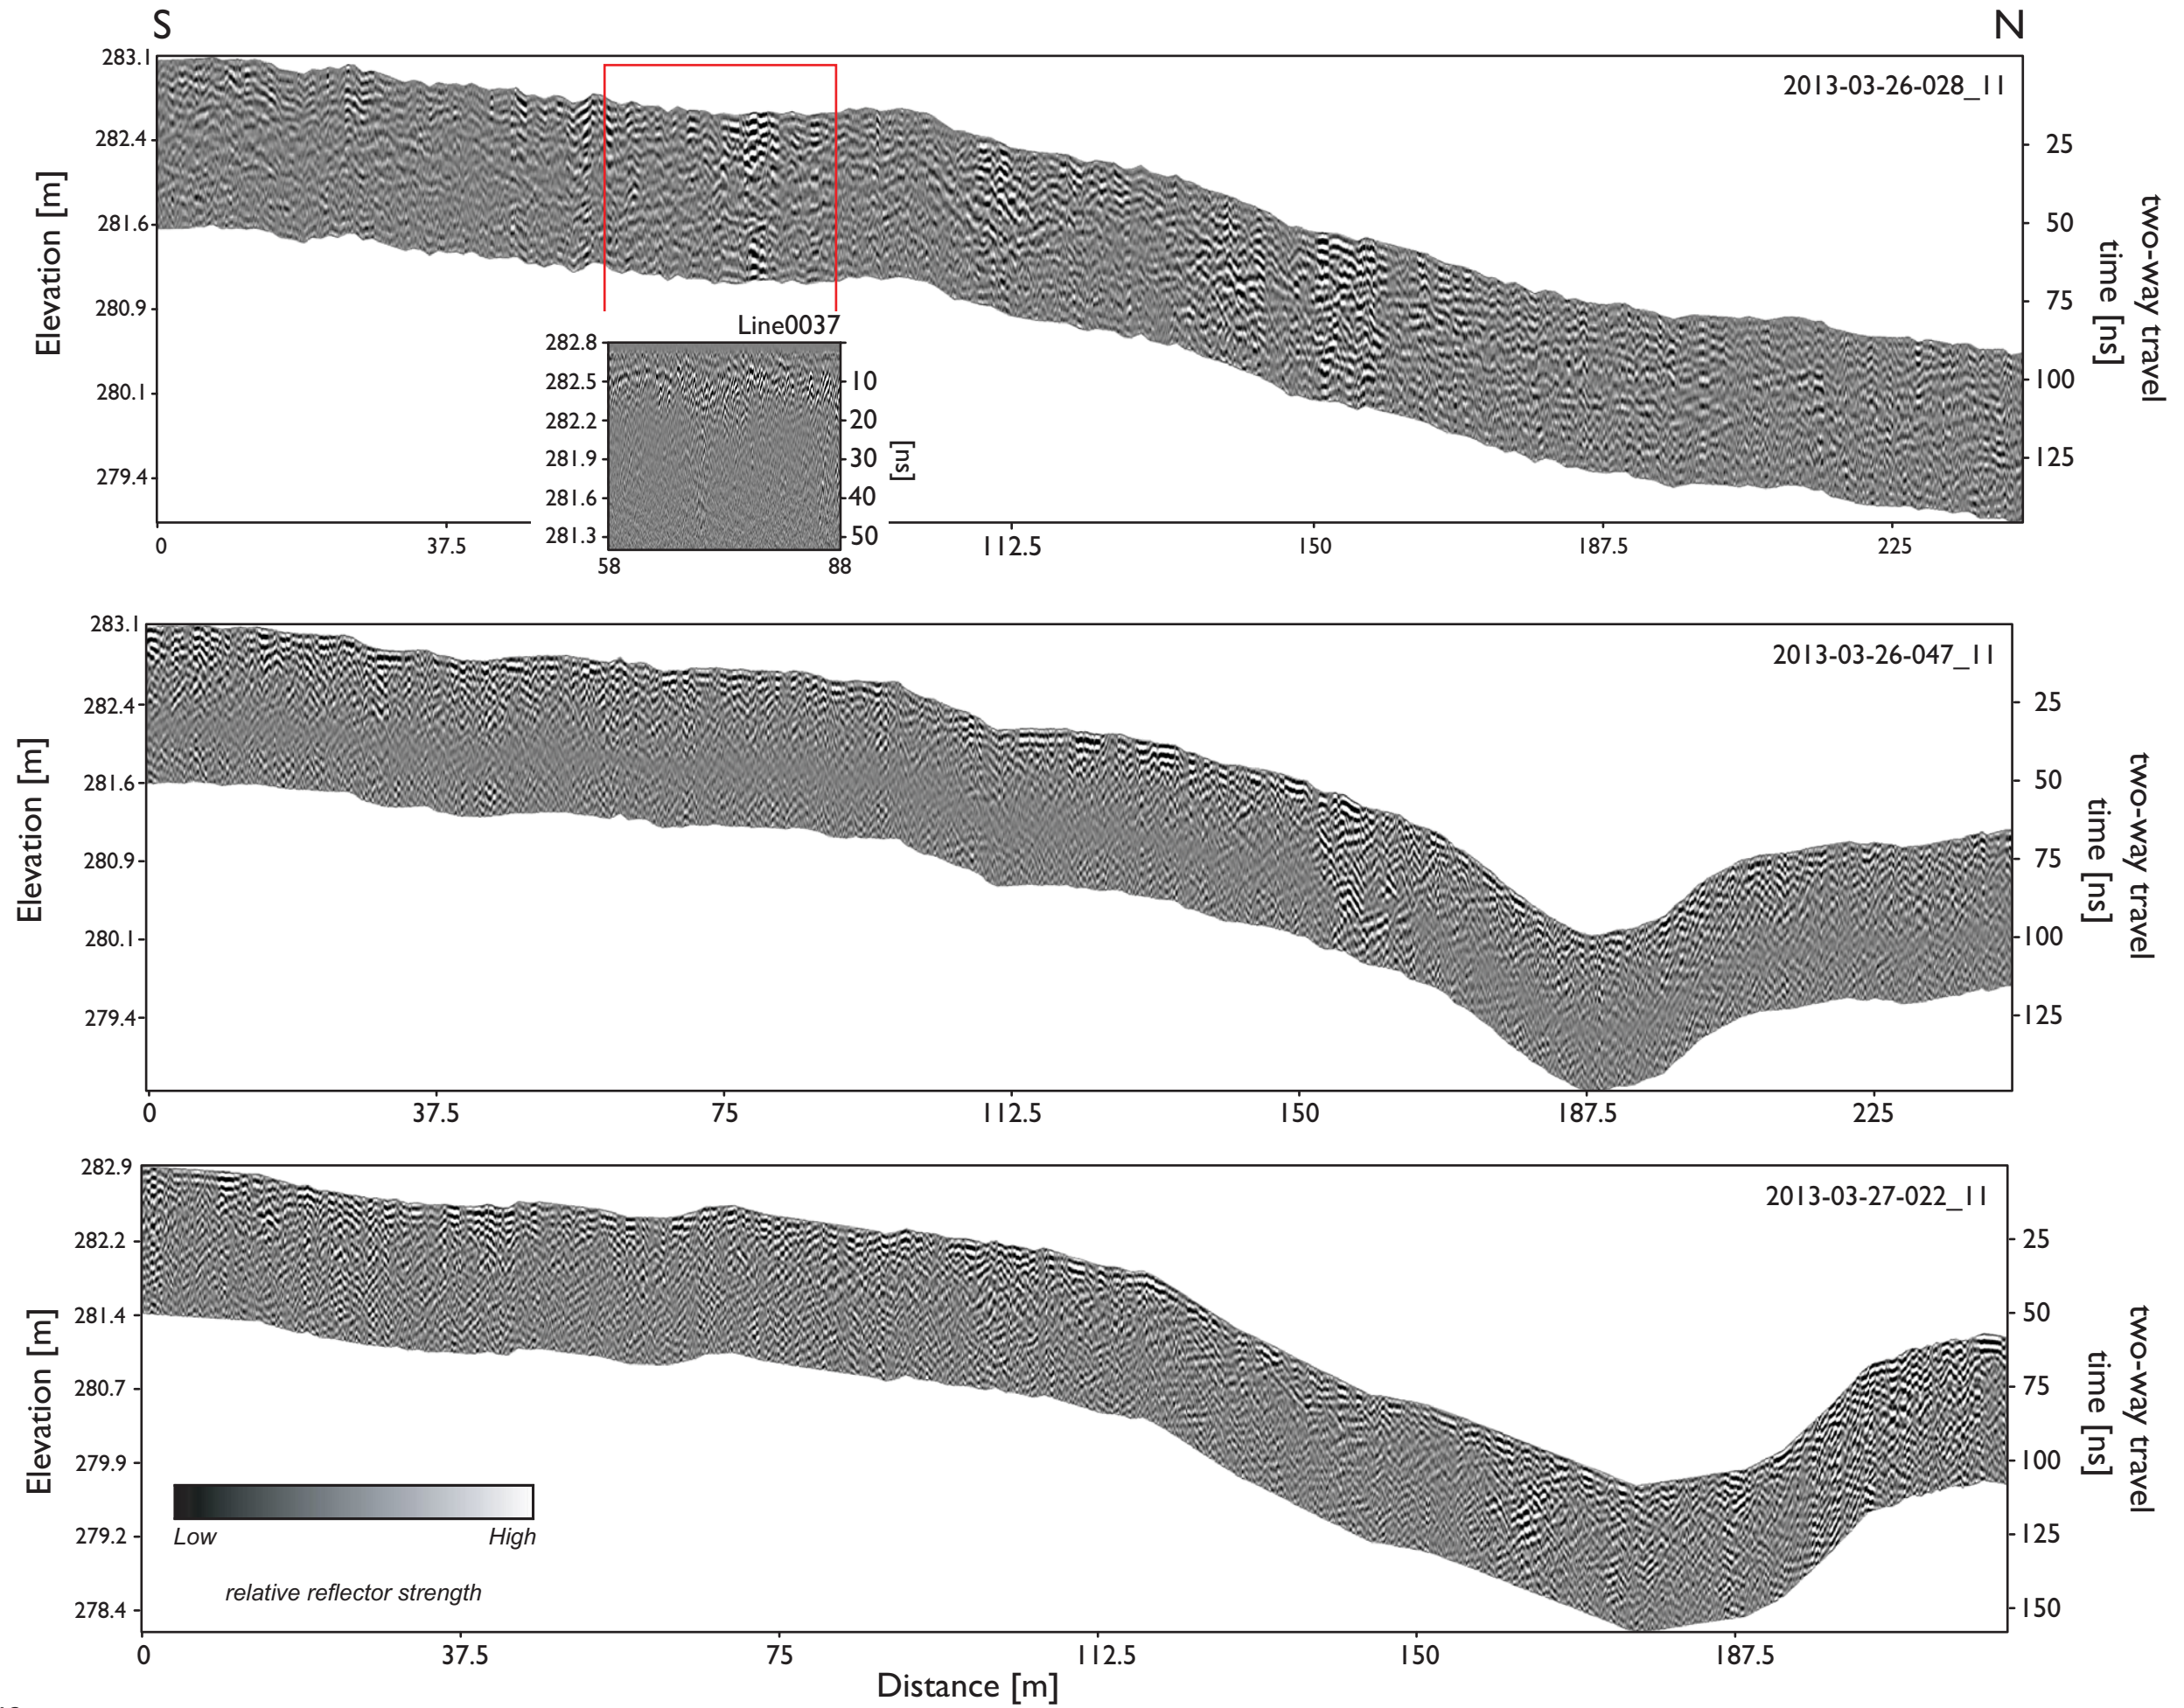 S N
283.1
2013-03-26-028_11
282.4
25
281.6
50
280.9
75
280.1
100
279.4
125
Elevation [m]
two-way travel
time [ns]
Line0037
282.8
282.5
10
282.2
20
281.9
30
281.6
40
281.3
50
[ns]
58 88
0 37.5 112.5 150 187.5 225
283.1
2013-03-26-047_11
282.4
25
281.6
50
280.9
75
280.1
100
279.4
125
Elevation [m]
two-way travel
time [ns]
0 37.5 75 112.5 150 187.5 225
282.9
2013-03-27-022_11
282.2
25
281.4
50
280.7
75
279.9
100
279.2
125
278.4
150
Elevation [m]
two-way travel
time [ns]
Low High
relative reflector strength
0 37.5 75 112.5 150 187.5
Distance [m]